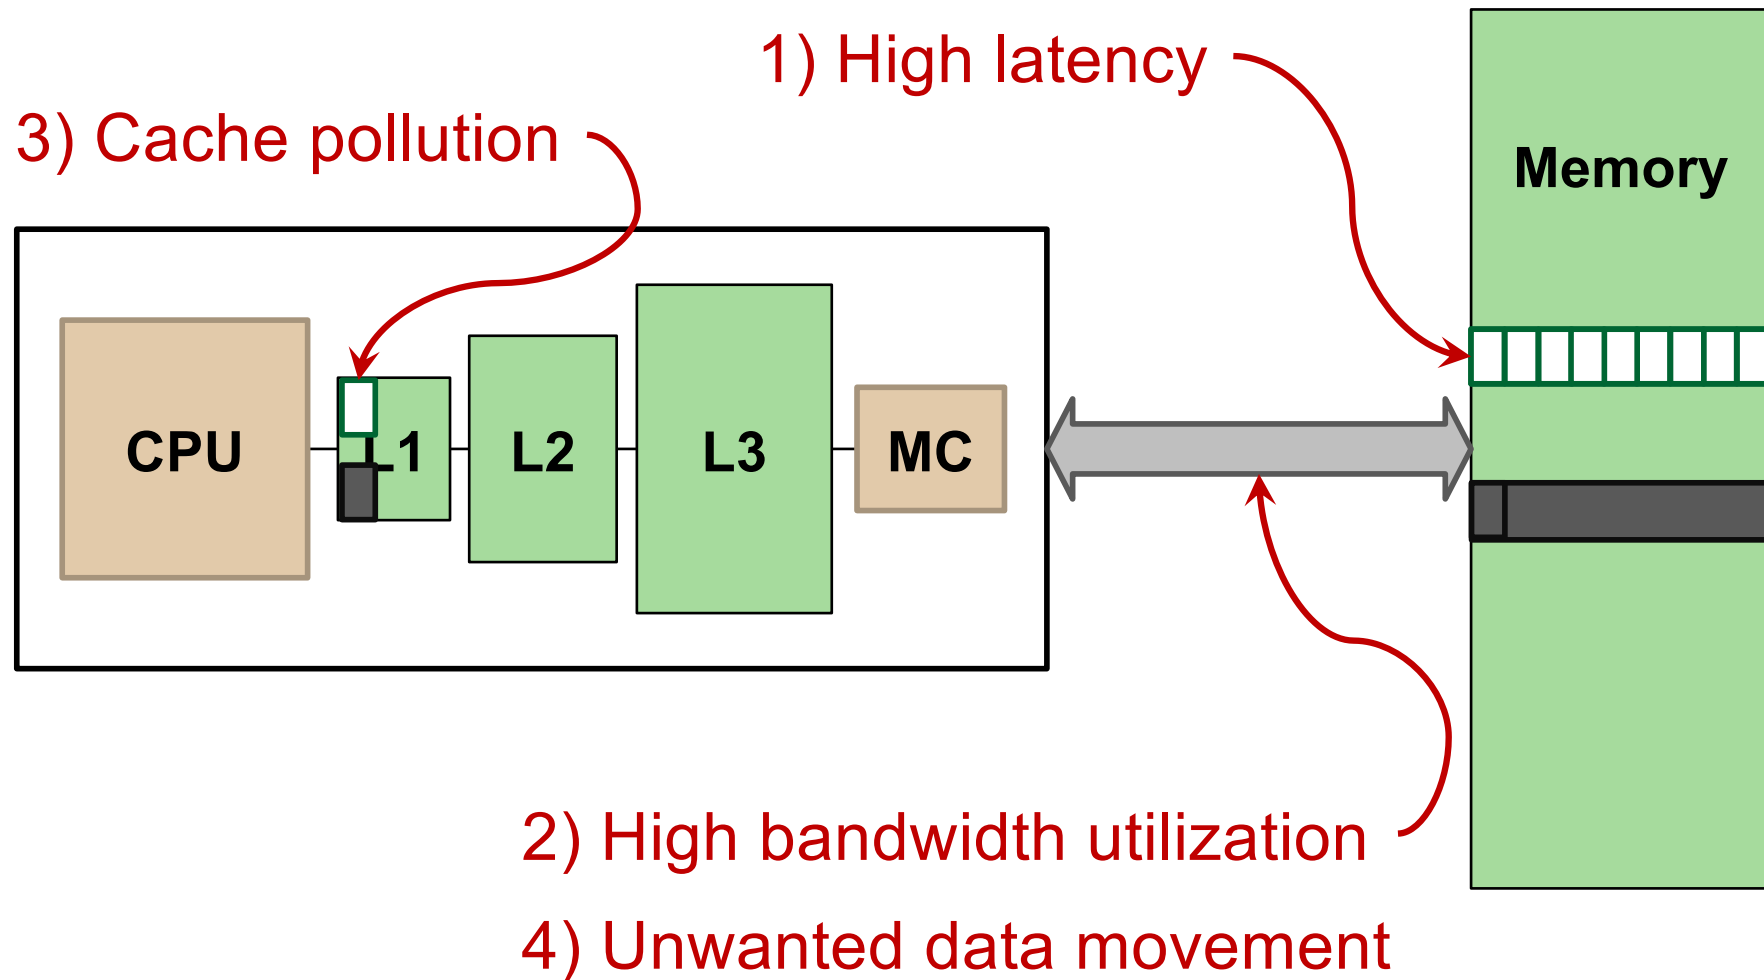 1) High latency
3) Cache pollution
Memory
CPU
L1
L2
L3
MC
2) High bandwidth utilization
4) Unwanted data movement